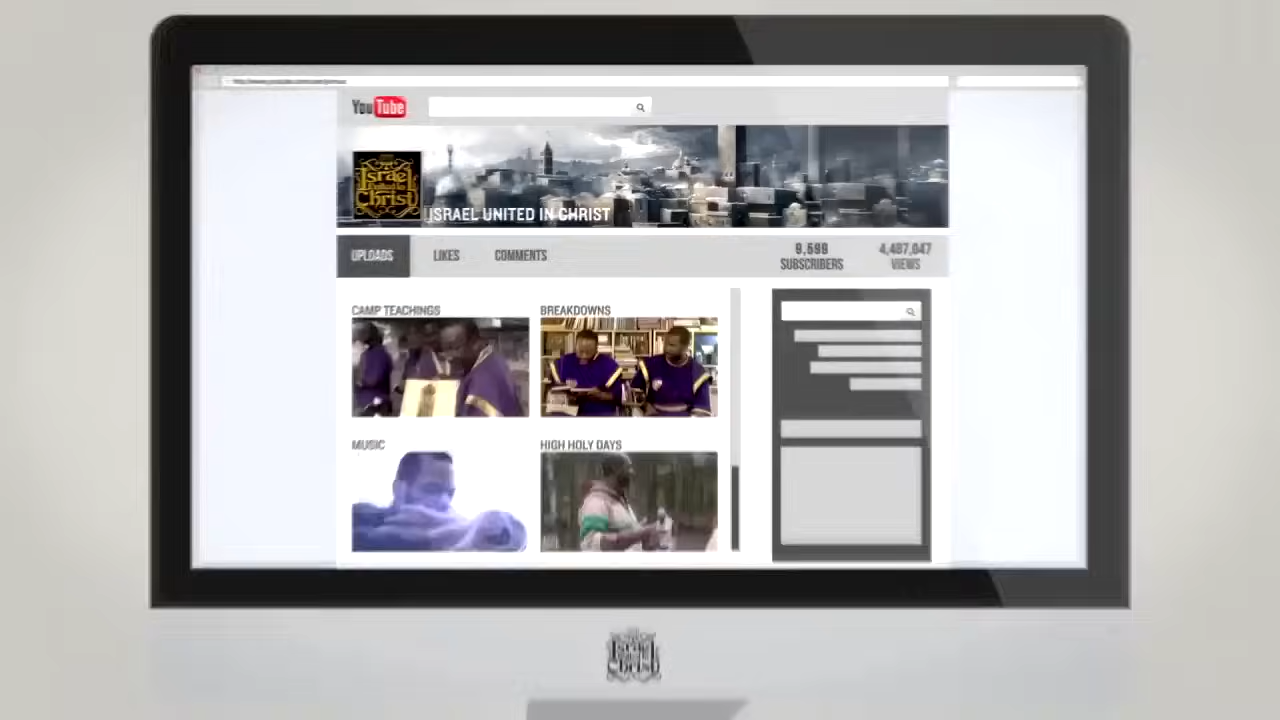 YouTube
Israel
United In
Christ
ISRAEL UNITED IN CHRIST
UPLOADS
LIKES
COMMENTS
9,598
SUBSCRIBERS
4,487,047
VIEWS
CAMP TEACHINGS
BREAKDOWNS
MUSIC
HIGH HOLY DAYS